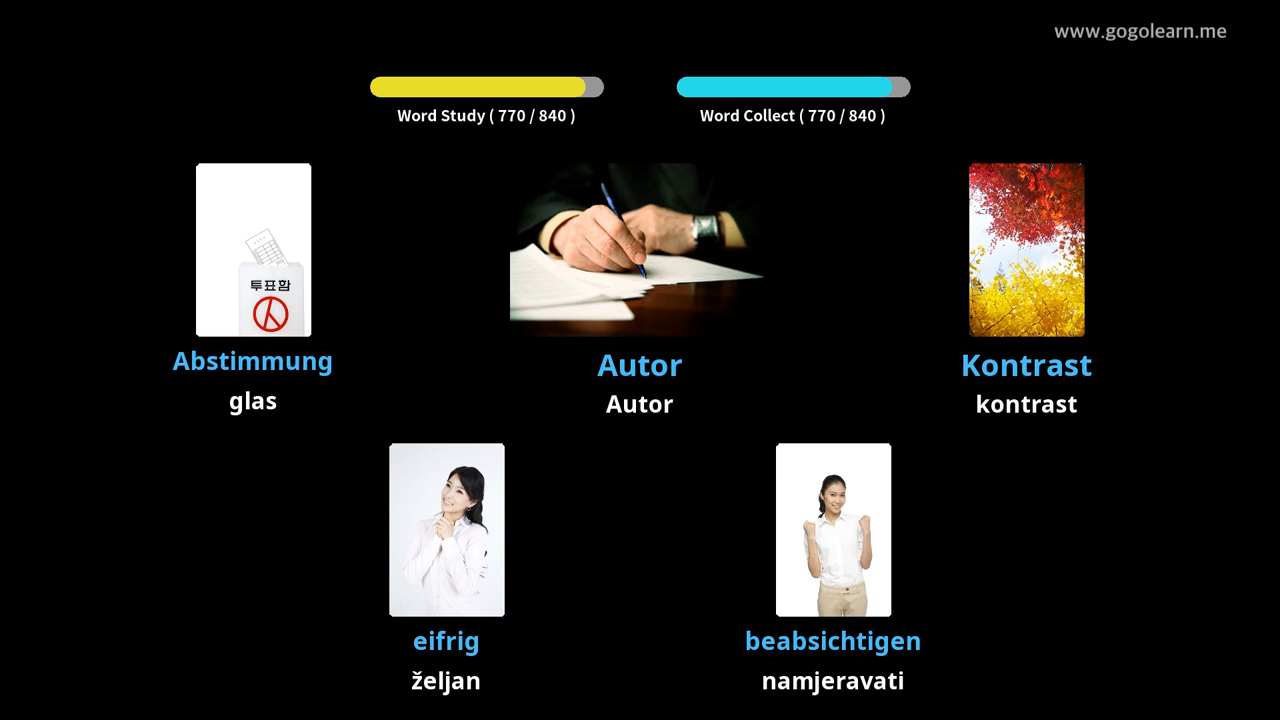 www.gogolearn.me
Word Study ( 770 / 840 )
Word Collect ( 770 / 840 )
투표함
Abstimmung
glas
Autor
Autor
Kontrast
kontrast
eifrig
željan
beabsichtigen
namjeravati